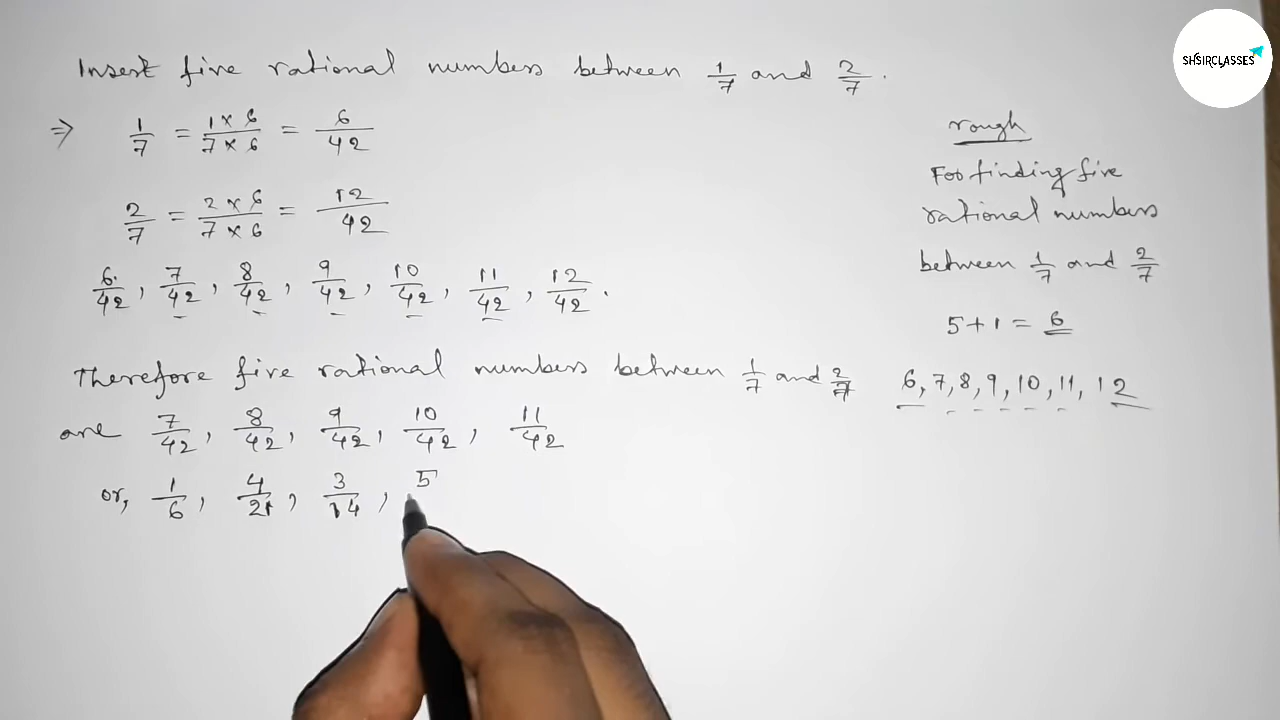 Insert five rational numbers between 1/7 and 2/7.
⇒ 1/7 = 1×6/7×6 = 6/42
2/7 = 2×6/7×6 = 12/42
6/42, 7/42, 8/42, 9/42, 10/42, 11/42, 12/42.
Therefore five rational numbers between 1/7 and 2/7
are 7/42, 8/42, 9/42, 10/42, 11/42
or, 1/6, 4/21, 3/14, 5
SHSIRCLASSES
rough
For finding five
rational numbers
between 1/7 and 2/7
5+1 = 6
6, 7, 8, 9, 10, 11, 12